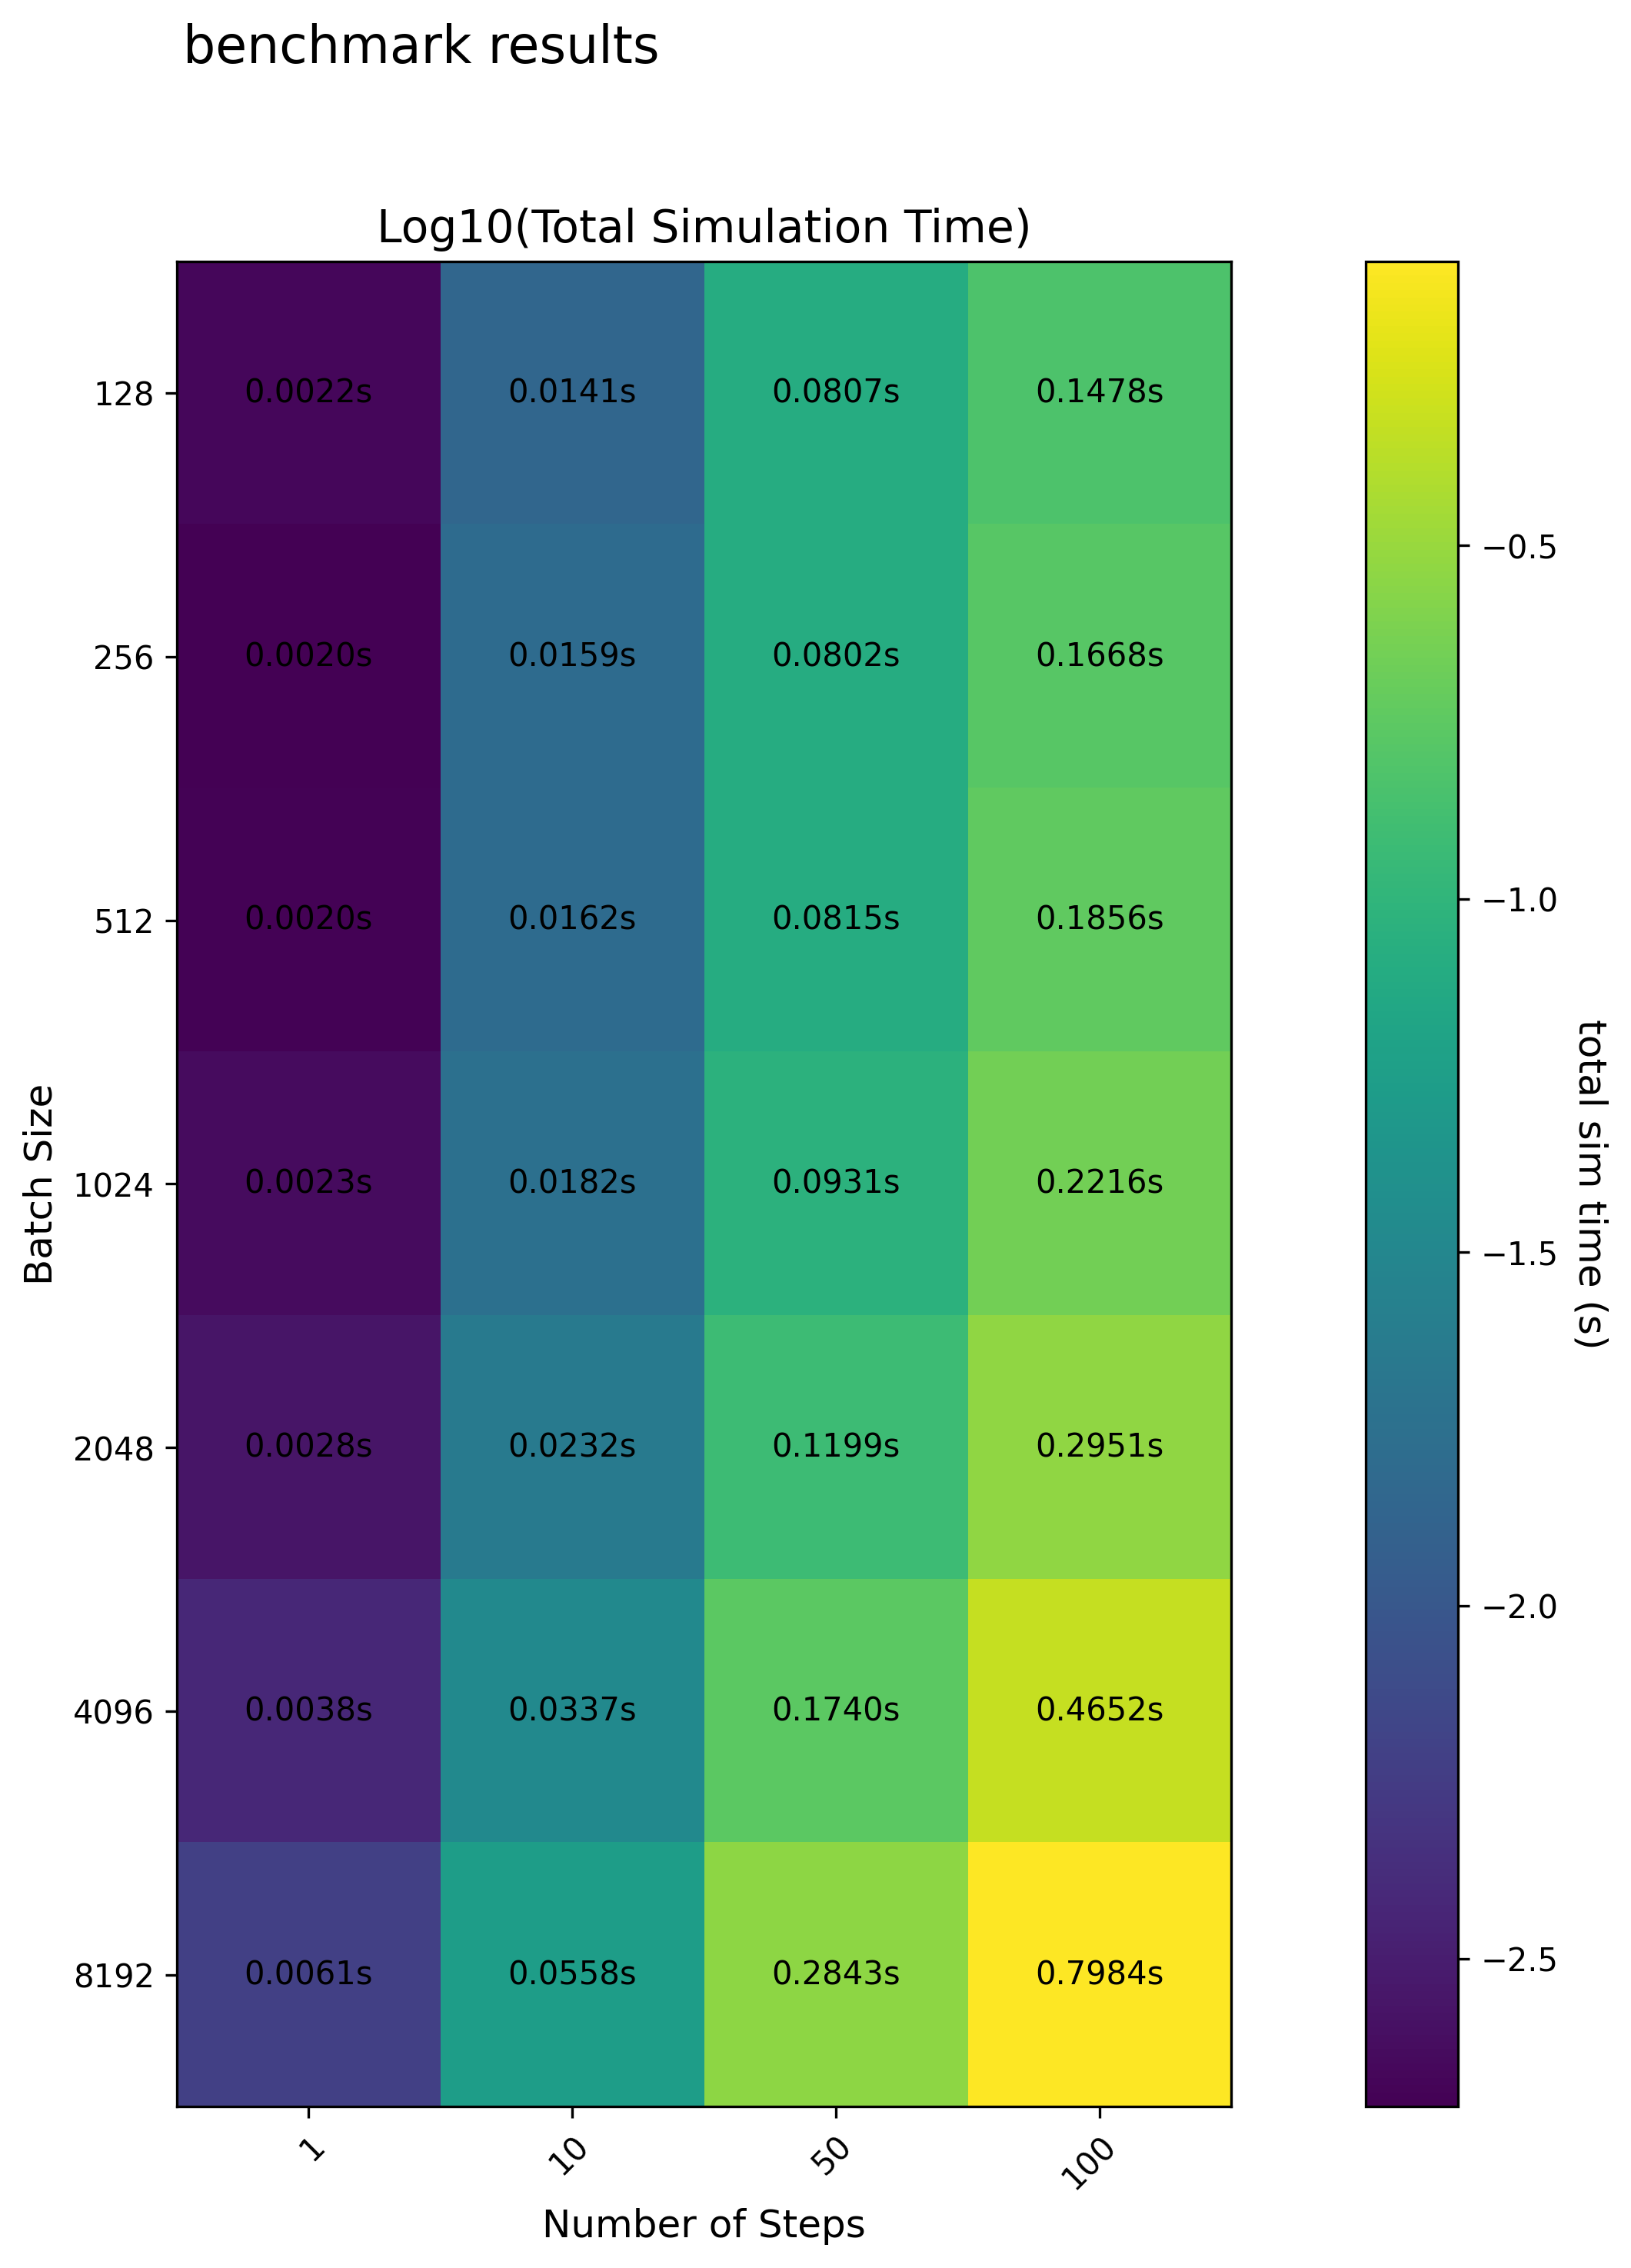 benchmark results
Log10(Total Simulation Time)
Batch Size
128 0.0022s 0.0141s 0.0807s 0.1478s
256 0.0020s 0.0159s 0.0802s 0.1668s
512 0.0020s 0.0162s 0.0815s 0.1856s
1024 0.0023s 0.0182s 0.0931s 0.2216s
2048 0.0028s 0.0232s 0.1199s 0.2951s
4096 0.0038s 0.0337s 0.1740s 0.4652s
8192 0.0061s 0.0558s 0.2843s 0.7984s
1 10 50 100
Number of Steps
−0.5
−1.0
−1.5
−2.0
−2.5
total sim time (s)